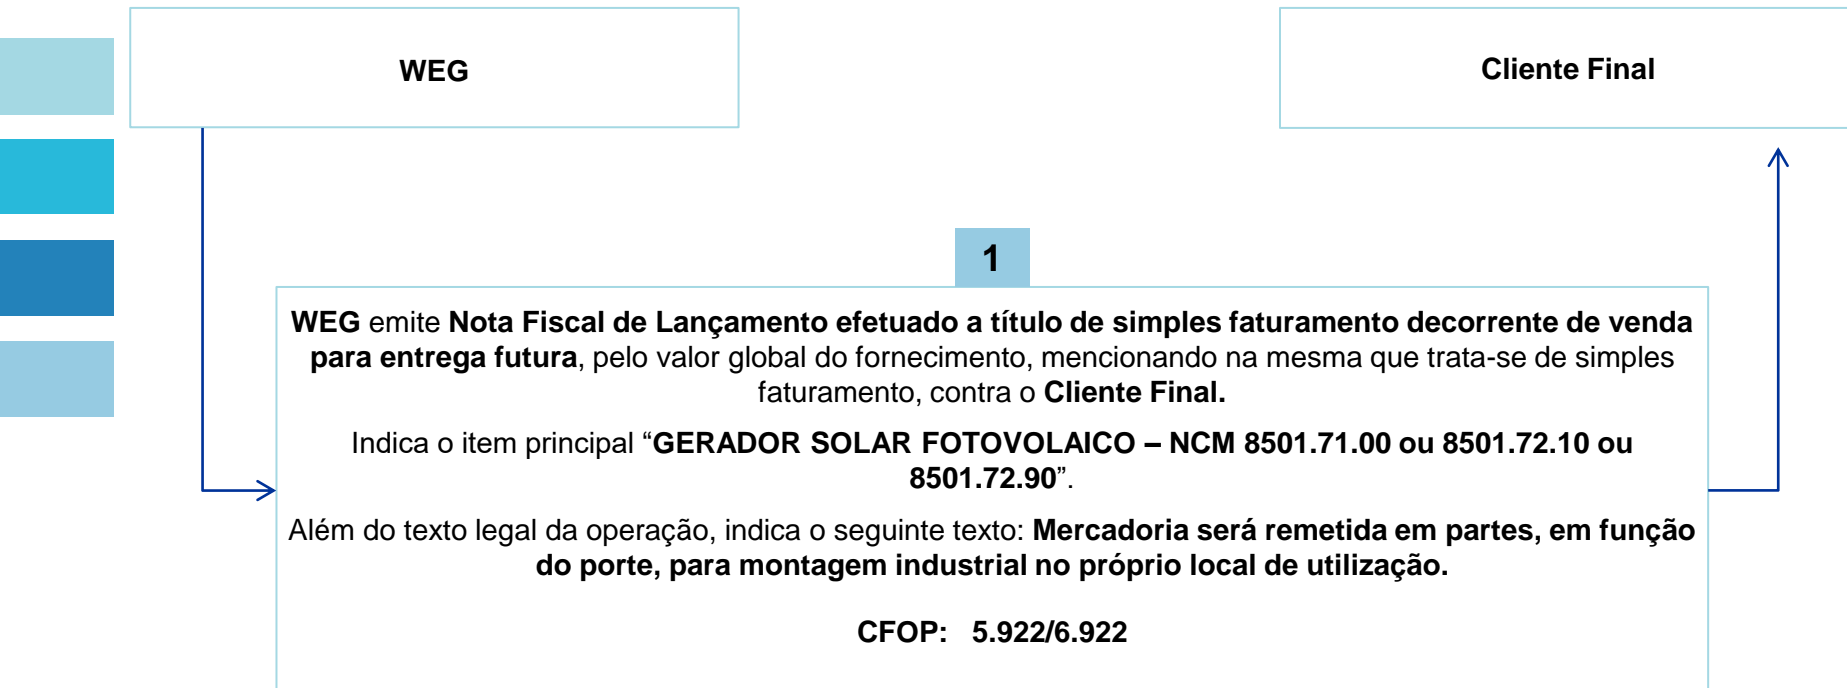 WEG
Cliente Final
1
WEG emite Nota Fiscal de Lançamento efetuado a título de simples faturamento decorrente de venda
para entrega futura, pelo valor global do fornecimento, mencionando na mesma que trata-se de simples
faturamento, contra o Cliente Final.
Indica o item principal “GERADOR SOLAR FOTOVOLAICO – NCM 8501.71.00 ou 8501.72.10 ou
8501.72.90”.
Além do texto legal da operação, indica o seguinte texto: Mercadoria será remetida em partes, em função
do porte, para montagem industrial no próprio local de utilização.
CFOP: 5.922/6.922